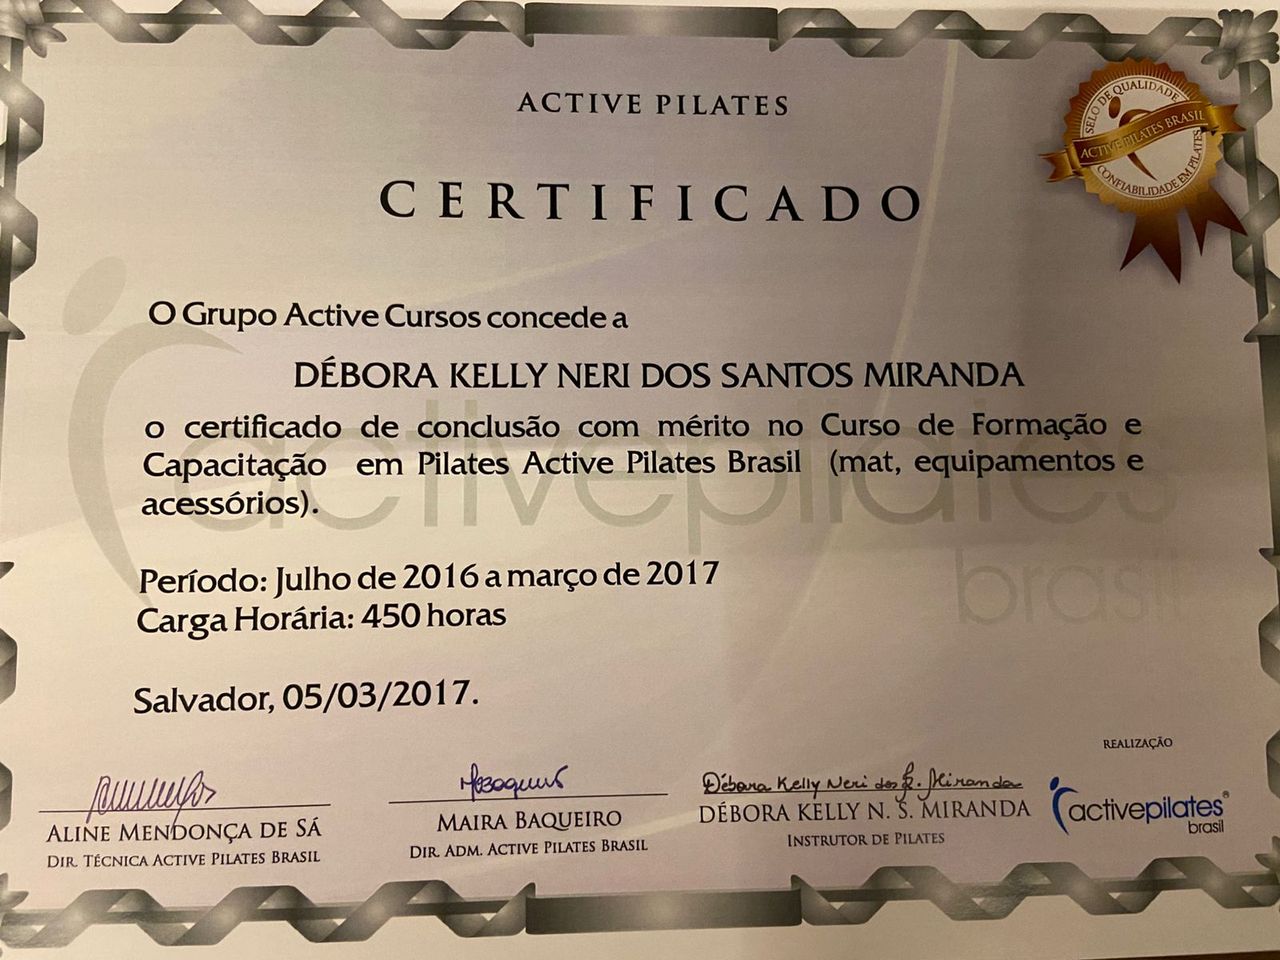 ACTIVE PILATES
SELO DE QUALIDADE
ACTIVE PILATES BRASIL
CONFIABILIDADE EM PILATES
CERTIFICADO
O Grupo Active Cursos concede a
DÉBORA KELLY NERI DOS SANTOS MIRANDA
o certificado de conclusão com mérito no Curso de Formação e
Capacitação em Pilates Active Pilates Brasil (mat, equipamentos e
acessórios).
activepilates
brasil
Período: Julho de 2016 a março de 2017
Carga Horária: 450 horas
Salvador, 05/03/2017.
REALIZAÇÃO
Débora Kelly Neri dos S. Miranda
ALINE MENDONÇA DE SÁ
DIR. TÉCNICA ACTIVE PILATES BRASIL
MAIRA BAQUEIRO
DIR. ADM. ACTIVE PILATES BRASIL
DÉBORA KELLY N. S. MIRANDA
INSTRUTOR DE PILATES
activepilates®
brasil